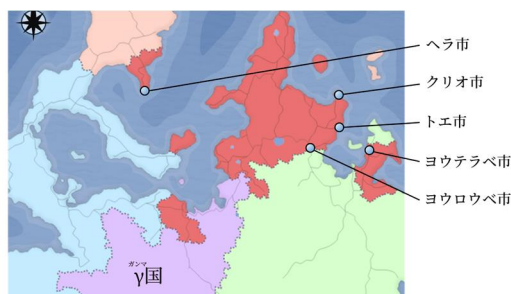 ヘラ市
クリオ市
トエ市
ヨウテラベ市
ヨウロウベ市
ガンマ
γ国